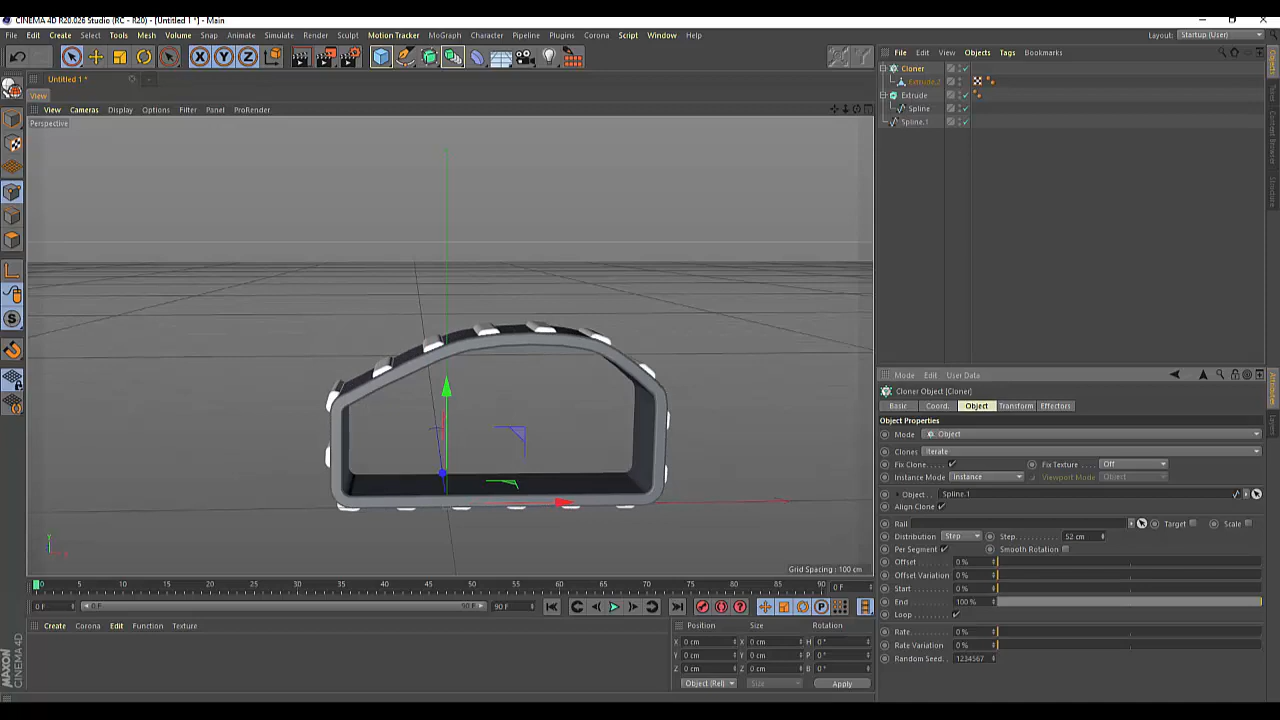 CINEMA 4D R20.026 Studio (RC - R20) - [Untitled 1 *] - Main
File Edit Create Select Tools Mesh Volume Snap Animate Simulate Render Sculpt Motion Tracker MoGraph Character Pipeline Plugins Corona Script Window Help
Layout: Startup (User)
Untitled 1 *
View
View Cameras Display Options Filter Panel ProRender
Perspective
Grid Spacing : 100 cm
File Edit View Objects Tags Bookmarks
Cloner
Extrude.2
Extrude
Spline
Spline.1
Mode Edit User Data
Cloner Object [Cloner]
Basic Coord. Object Transform Effectors
Object Properties
Mode Object
Clones Iterate
Fix Clone Fix Texture Off
Instance Mode Instance Viewport Mode Object
Object Spline.1
Align Clone
Rail Target Scale
Distribution Step Step 52 cm
Per Segment Smooth Rotation
Offset 0 %
Offset Variation 0 %
Start 0 %
End 100 %
Loop
Rate 0 %
Rate Variation 0 %
Random Seed 1234567
0 5 10 15 20 25 30 35 40 45 50 55 60 65 70 75 80 85 90 0 F
0 F 0 F 90 F 90 F
Create Corona Edit Function Texture
Position Size Rotation
X 0 cm X 0 cm H 0 °
Y 0 cm Y 0 cm P 0 °
Z 0 cm Z 0 cm B 0 °
Object (Rel) Size Apply
MAXON
CINEMA 4D